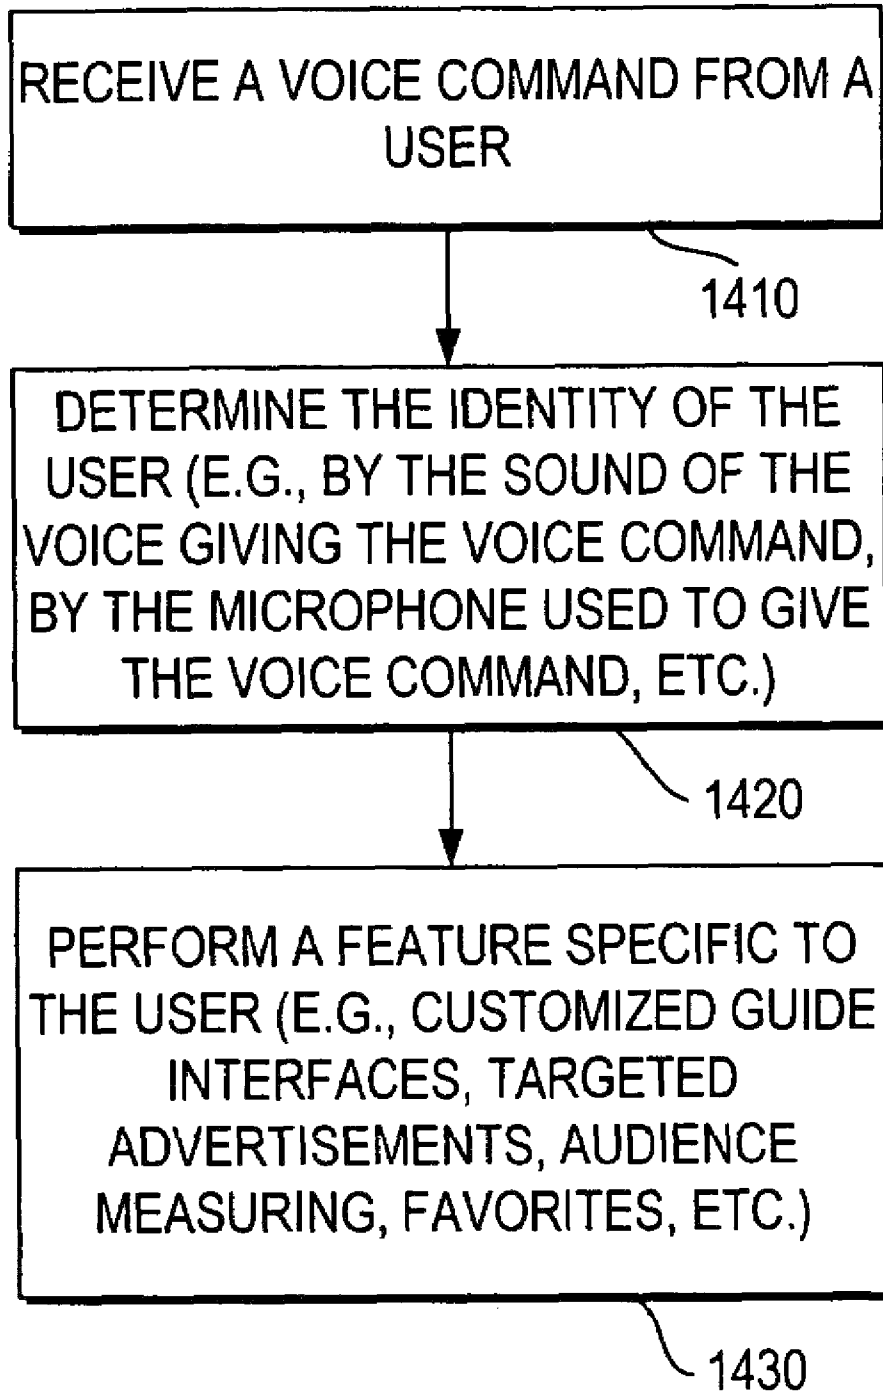 RECEIVE A VOICE COMMAND FROM A
USER
1410
DETERMINE THE IDENTITY OF THE
USER (E.G., BY THE SOUND OF THE
VOICE GIVING THE VOICE COMMAND,
BY THE MICROPHONE USED TO GIVE
THE VOICE COMMAND, ETC.)
1420
PERFORM A FEATURE SPECIFIC TO
THE USER (E.G., CUSTOMIZED GUIDE
INTERFACES, TARGETED
ADVERTISEMENTS, AUDIENCE
MEASURING, FAVORITES, ETC.)
1430